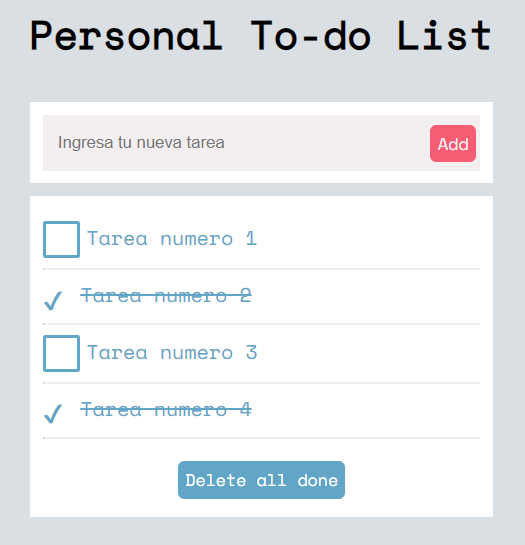 Personal To-do List
Ingresa tu nueva tarea
Add
Tarea numero 1
Tarea numero 2
Tarea numero 3
Tarea numero 4
Delete all done